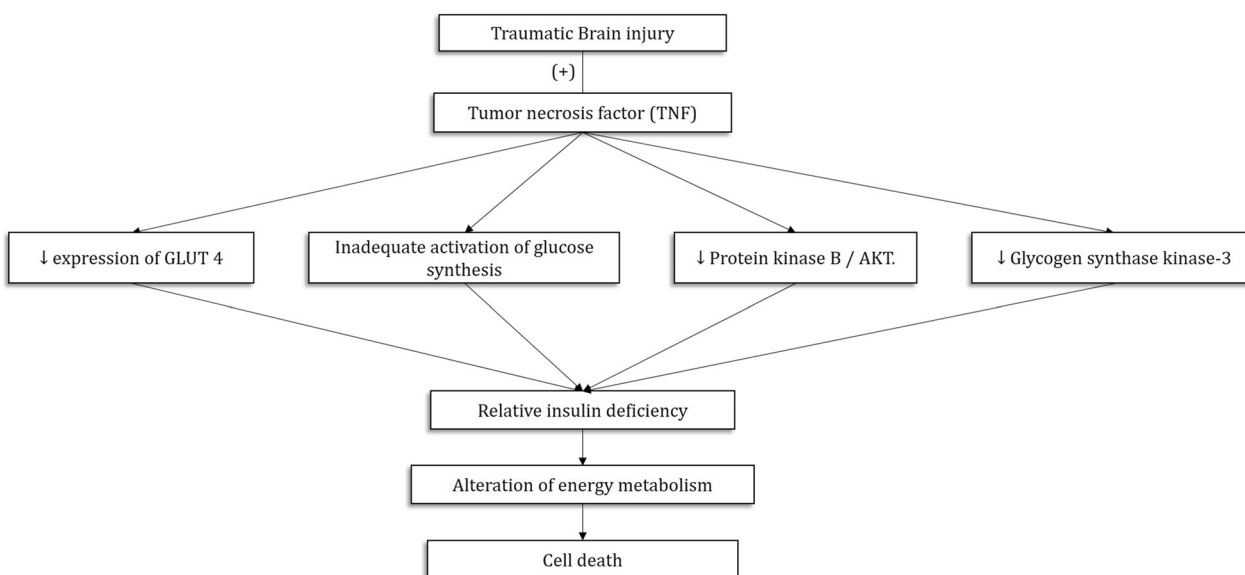 Traumatic Brain injury
(+)
Tumor necrosis factor (TNF)
↓ expression of GLUT 4
Inadequate activation of glucose
synthesis
↓ Protein kinase B / AKT.
↓ Glycogen synthase kinase-3
Relative insulin deficiency
Alteration of energy metabolism
Cell death